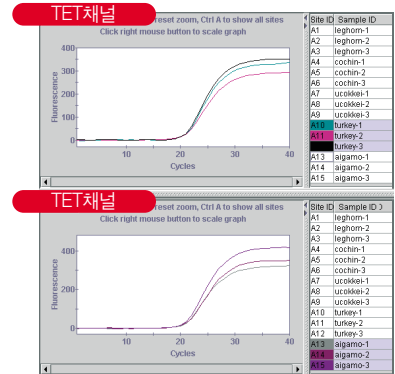 TET채널
reset zoom, Ctrl A to show all sites
Click right mouse button to scale graph
Fluorescence
400
300
200
100
0
10
20
30
40
Cycles
Site ID Sample ID
A1 leghorn-1
A2 leghorn-2
A3 leghorn-3
A4 cochin-1
A5 cochin-2
A6 cochin-3
A7 ucokkei-1
A8 ucokkei-2
A9 ucokkei-3
A10 turkey-1
A11 turkey-2
turkey-3
A13 aigamo-1
A14 aigamo-2
A15 aigamo-3
TET채널
reset zoom, Ctrl A to show all sites
Click right mouse button to scale graph
Fluorescence
400
200
0
10
20
30
40
Cycles
Site ID Sample ID
A1 leghorn-1
A2 leghorn-2
A3 leghorn-3
A4 cochin-1
A5 cochin-2
A6 cochin-3
A7 ucokkei-1
A8 ucokkei-2
A9 ucokkei-3
A10 turkey-1
A11 turkey-2
A12 turkey-3
A13 aigamo-1
A14 aigamo-2
A15 aigamo-3